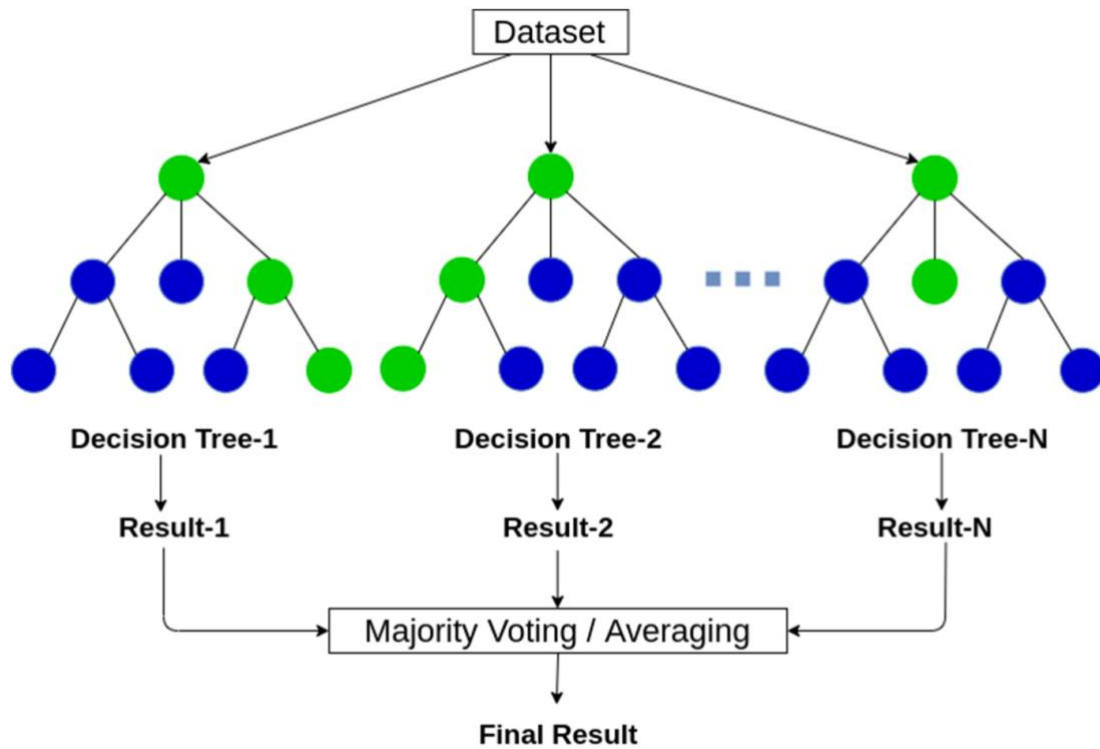 Dataset
Decision Tree-1
Decision Tree-2
Decision Tree-N
Result-1
Result-2
Result-N
Majority Voting / Averaging
Final Result